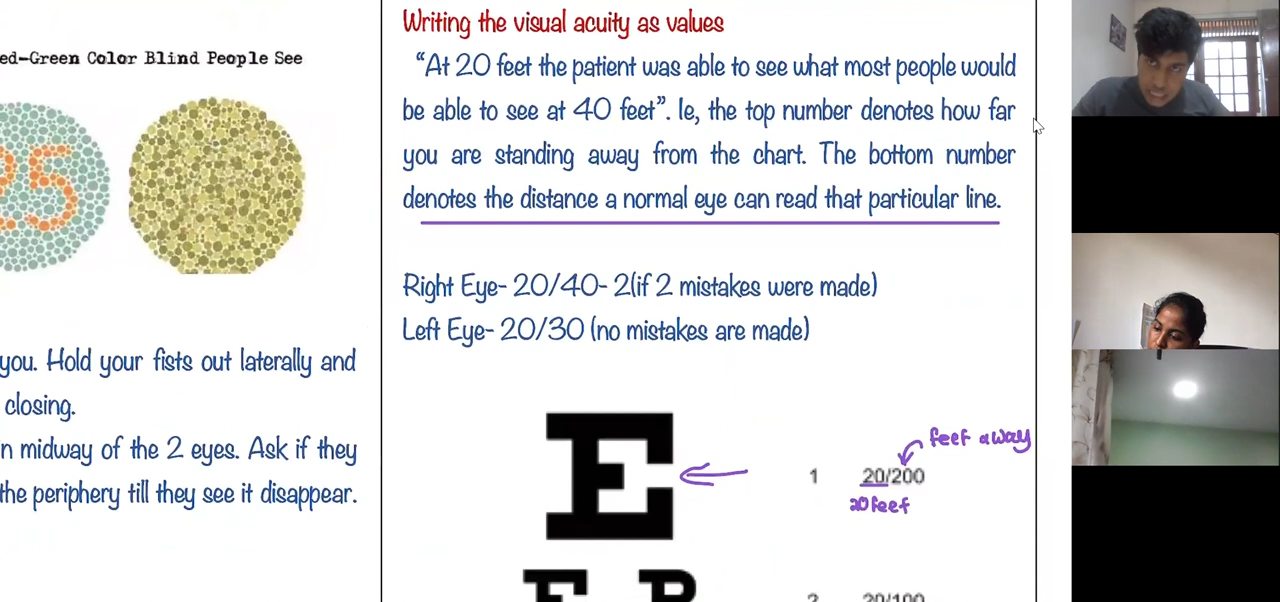 ed-Green Color Blind People See
25
you. Hold your fists out laterally and
closing.
n midway of the 2 eyes. Ask if they
the periphery till they see it disappear.
Writing the visual acuity as values
“At 20 feet the patient was able to see what most people would
be able to see at 40 feet”. Ie, the top number denotes how far
you are standing away from the chart. The bottom number
denotes the distance a normal eye can read that particular line.
Right Eye- 20/40- 2(if 2 mistakes were made)
Left Eye- 20/30 (no mistakes are made)
feet away
E 1 20/200
20 feet
F P 2 20/100